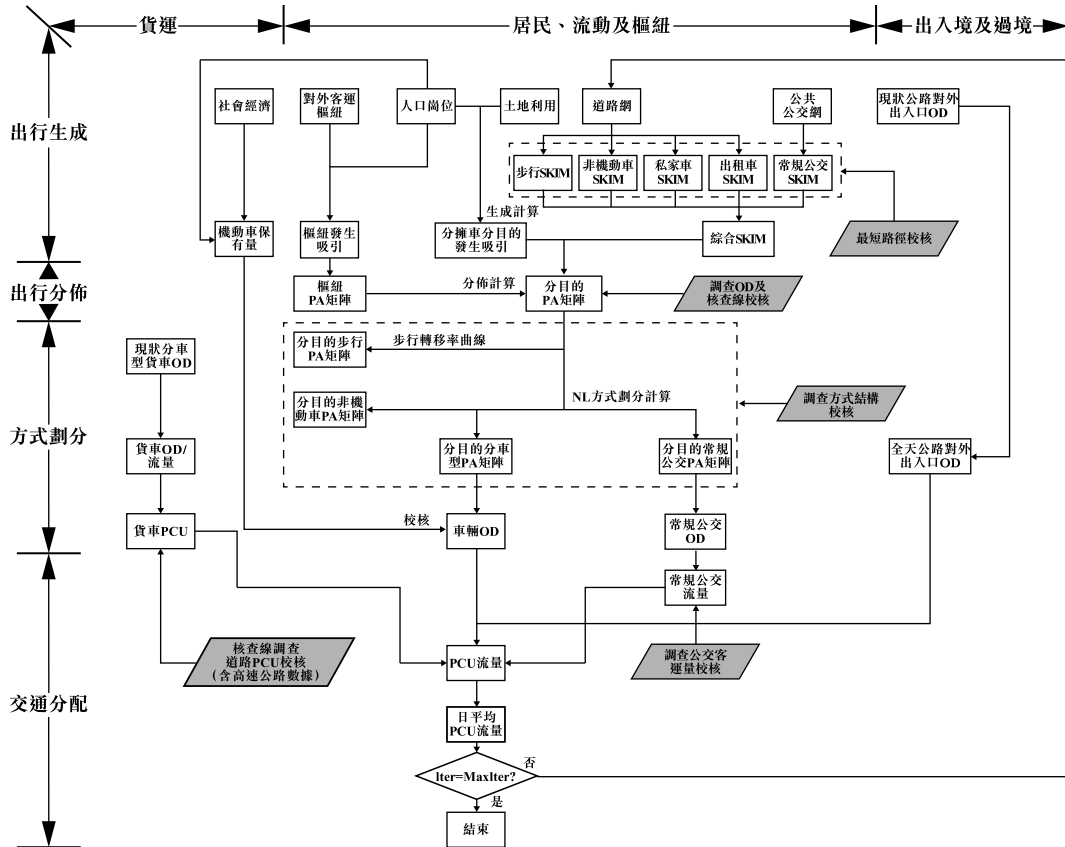 貨運
居民、流動及樞紐
出入境及過境
出行生成
出行分佈
方式劃分
交通分配
社會經濟
對外客運
樞紐
人口崗位
土地利用
道路網
公共
公交網
現狀公路對外
出入口OD
步行SKIM
非機動車
SKIM
私家車
SKIM
出租車
SKIM
常規公交
SKIM
生成計算
機動車保
有量
樞紐發生
吸引
分擁車分目的
發生吸引
綜合SKIM
最短路徑校核
樞紐
PA矩陣
分佈計算
分目的
PA矩陣
調查OD及
核查線校核
現狀分車
型貨車OD
分目的步行
PA矩陣
步行轉移率曲線
分目的非機
動車PA矩陣
NL方式劃分計算
調查方式結構
校核
貨車OD/
流量
分目的分車
型PA矩陣
分目的常規
公交PA矩陣
全天公路對外
出入口OD
貨車PCU
校核
車輛OD
常規公交
OD
常規公交
流量
核查線調查
道路PCU校核
(含高速公路數據)
PCU流量
調查公交客
運量校核
日平均
PCU流量
Iter=MaxIter?
否
是
結束